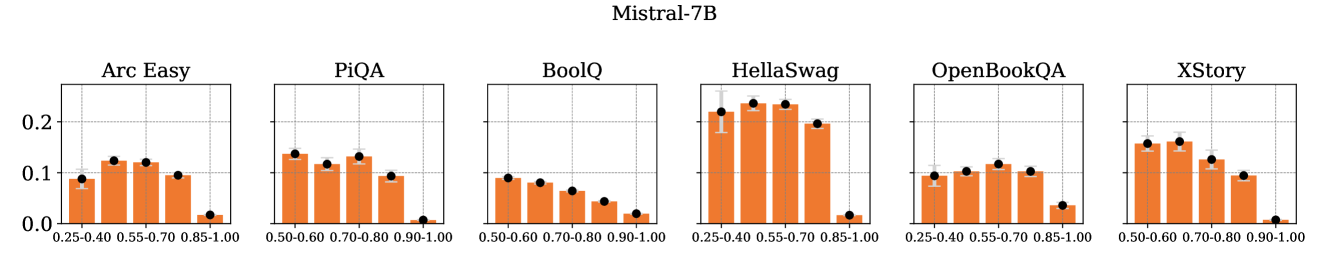 Mistral-7B
Arc Easy PiQA BoolQ HellaSwag OpenBookQA XStory
0.2
0.1
0.0
0.25-0.40 0.55-0.70 0.85-1.00 0.50-0.60 0.70-0.80 0.90-1.00 0.50-0.60 0.70-0.80 0.90-1.00 0.25-0.40 0.55-0.70 0.85-1.00 0.25-0.40 0.55-0.70 0.85-1.00 0.50-0.60 0.70-0.80 0.90-1.00